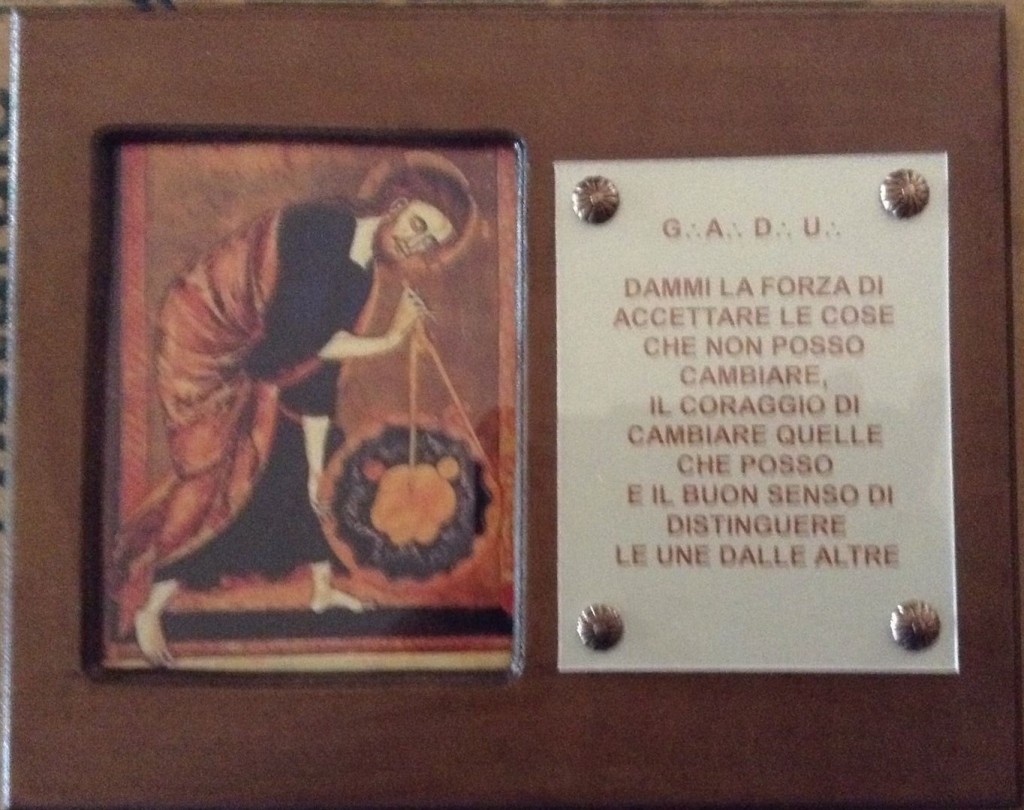 G∴A∴ D∴ U∴
DAMMI LA FORZA DI
ACCETTARE LE COSE
CHE NON POSSO
CAMBIARE,
IL CORAGGIO DI
CAMBIARE QUELLE
CHE POSSO
E IL BUON SENSO DI
DISTINGUERE
LE UNE DALLE ALTRE